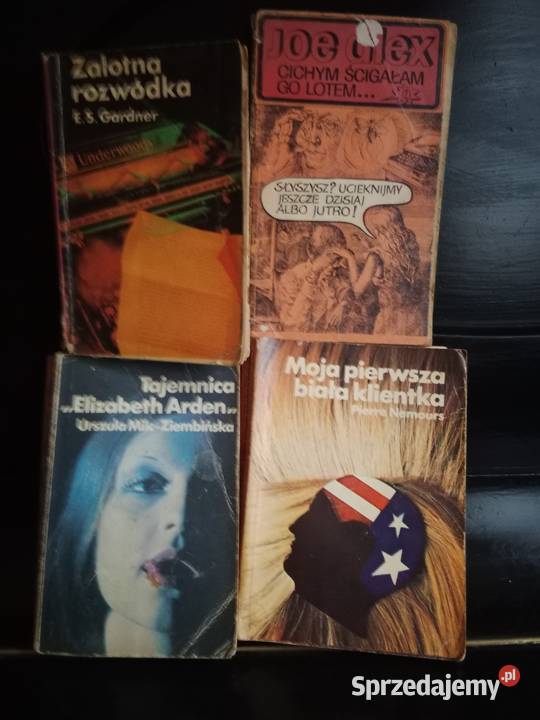 Zalotna
rozwódka
E.S. Gardner
Underwood
Joe alex
CICHYM ŚCIGAŁAM
GO LOTEM...
SŁYSZYSZ? UCIEKNIJMY
JESZCZE DZISIAJ
ALBO JUTRO!
Tajemnica
„Elizabeth Arden„
Urszula Milc-Ziembińska
Moja pierwsza
biała klientka
Pierre Nemours
Sprzedajemy.pl